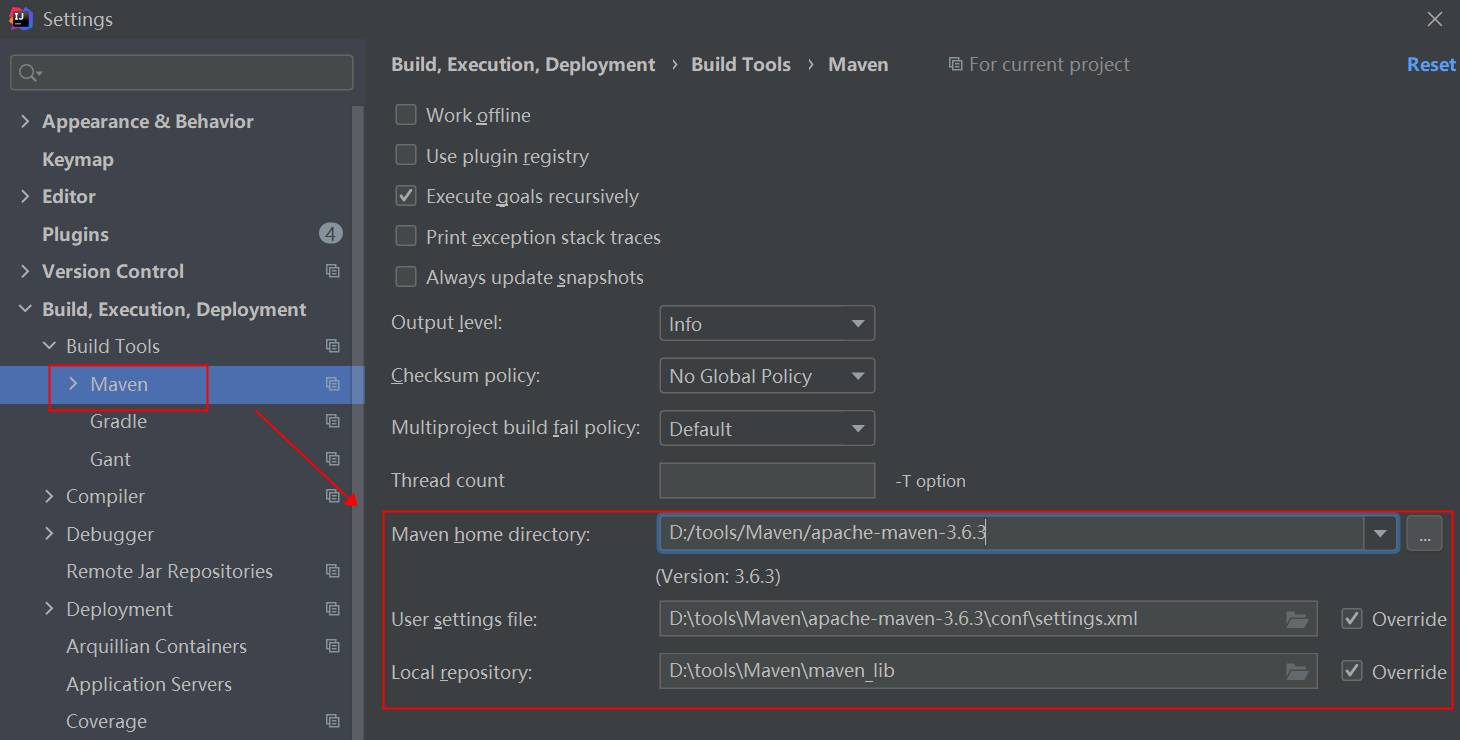 Settings
Build, Execution, Deployment › Build Tools › Maven For current project Reset
Appearance & Behavior
Keymap
Editor
Plugins 4
Version Control
Build, Execution, Deployment
Build Tools
Maven
Gradle
Gant
Compiler
Debugger
Remote Jar Repositories
Deployment
Arquillian Containers
Application Servers
Coverage
Work offline
Use plugin registry
Execute goals recursively
Print exception stack traces
Always update snapshots
Output level: Info
Checksum policy: No Global Policy
Multiproject build fail policy: Default
Thread count -T option
Maven home directory: D:/tools/Maven/apache-maven-3.6.3 ...
(Version: 3.6.3)
User settings file: D:\tools\Maven\apache-maven-3.6.3\conf\settings.xml Override
Local repository: D:\tools\Maven\maven_lib Override